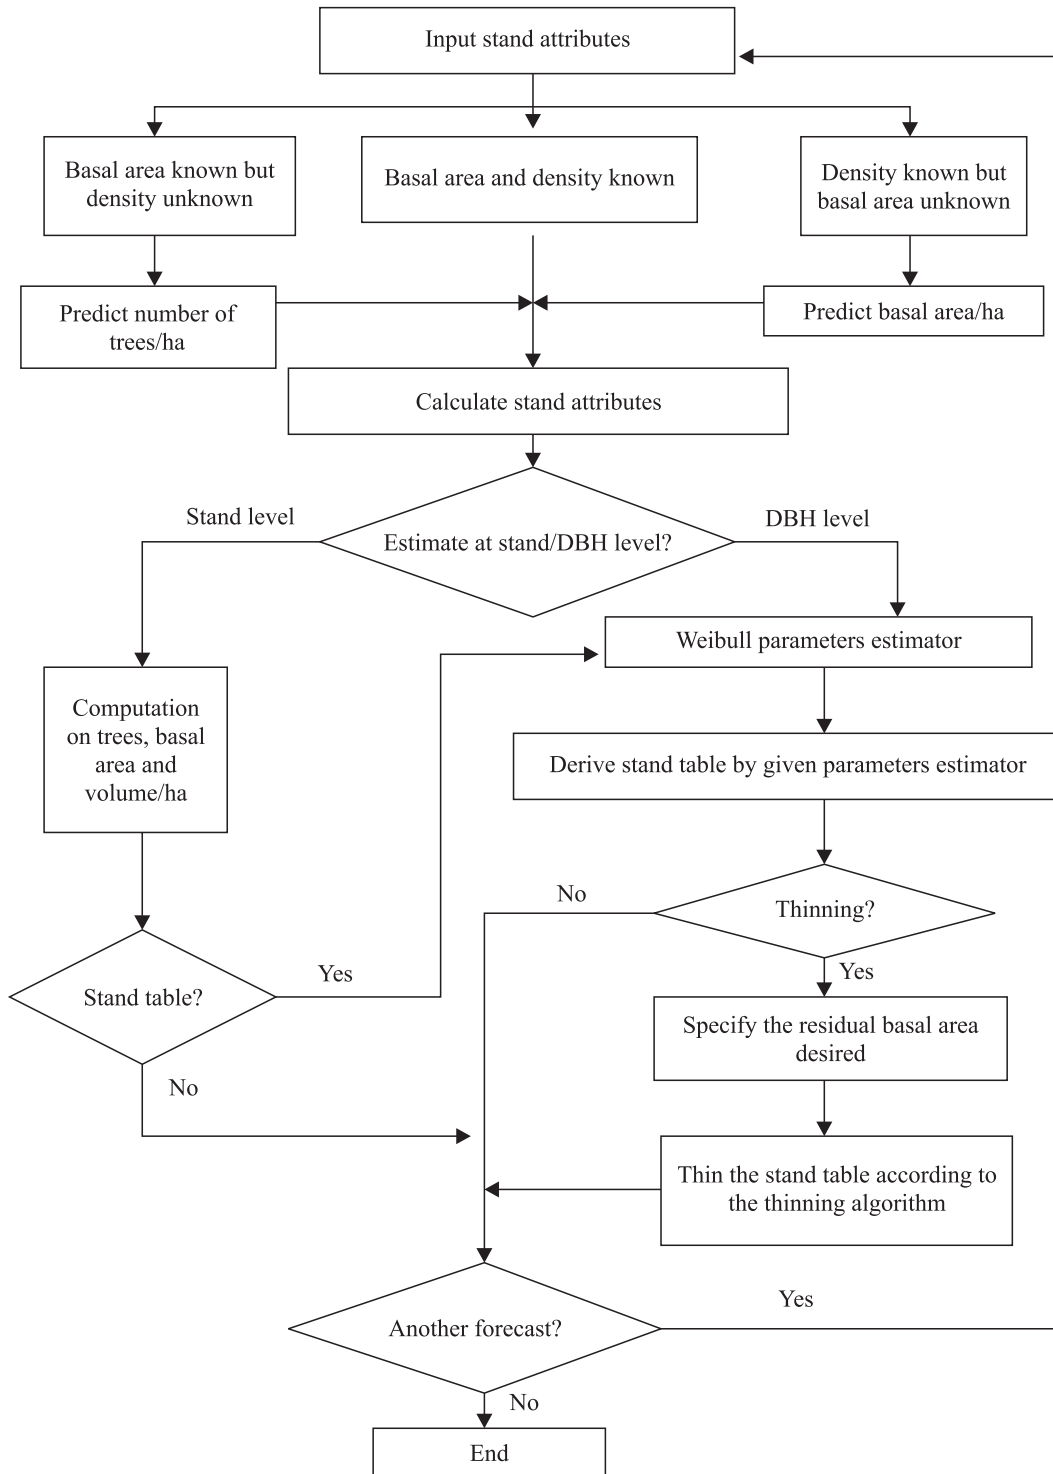 Input stand attributes
Basal area known but
density unknown
Basal area and density known
Density known but
basal area unknown
Predict number of
trees/ha
Predict basal area/ha
Calculate stand attributes
Stand level
DBH level
Estimate at stand/DBH level?
Weibull parameters estimator
Computation
on trees, basal
area and
volume/ha
Derive stand table by given parameters estimator
No
Thinning?
Yes
Stand table?
Yes
Specify the residual basal area
desired
No
Thin the stand table according to
the thinning algorithm
Yes
Another forecast?
No
End